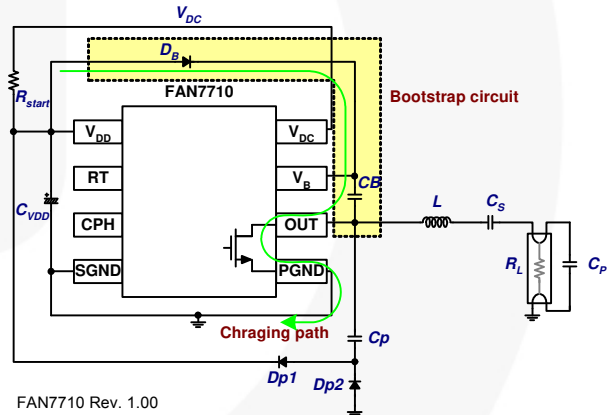 VDC
DB
FAN7710
Bootstrap circuit
Rstart
VDD
VDC
RT
VB
CB
CVDD
+
CPH
OUT
L
CS
SGND
PGND
RL
CP
Chraging path
Cp
Dp1
Dp2
FAN7710 Rev. 1.00